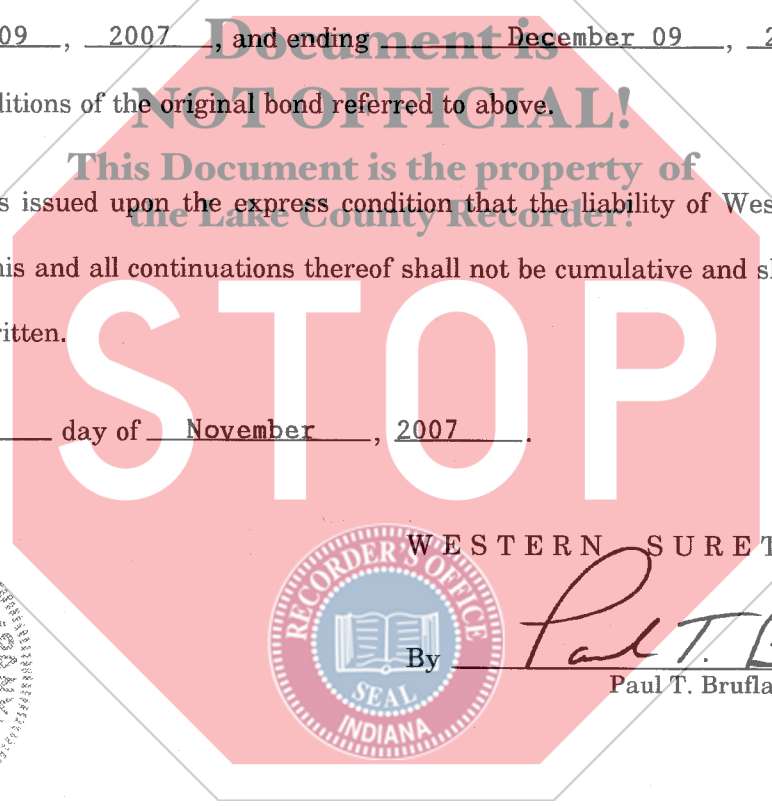 09 , 2007 , and ending December 09 , 2
Document is
ditions of the original bond referred to above.
NOT OFFICIAL!
This Document is the property of
s issued upon the express condition that the liability of Wes
the Lake County Recorder!
his and all continuations thereof shall not be cumulative and s
ritten.
STOP
day of November , 2007 .
WESTERN SURET
RECORDER'S OFFICE
SEAL
INDIANA
By Paul T. B
Paul T. Brufla